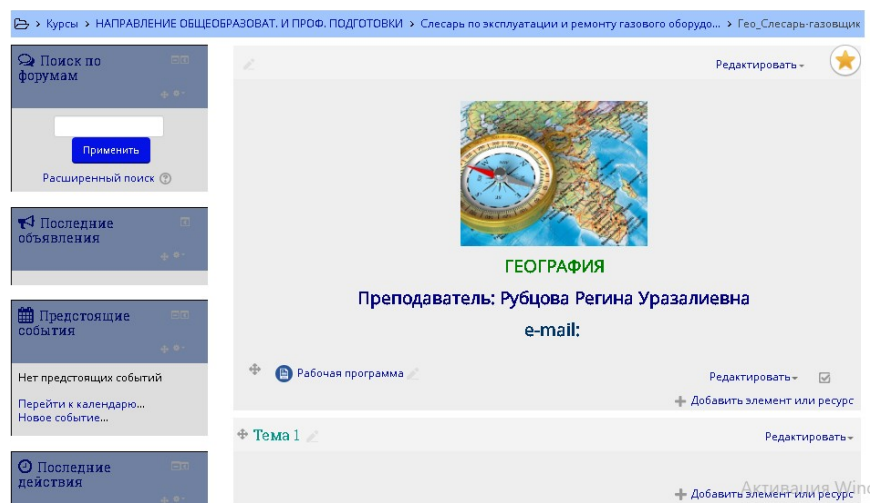 > Курсы > НАПРАВЛЕНИЕ ОБЩЕОБРАЗОВАТ. И ПРОФ. ПОДГОТОВКИ > Слесарь по эксплуатации и ремонту газового оборудо... > Гео_Слесарь-газовщик
Поиск по
форумам
Применить
Расширенный поиск
Последние
объявления
Предстоящие
события
Нет предстоящих событий
Перейти к календарю...
Новое событие...
Последние
действия
Редактировать
ГЕОГРАФИЯ
Преподаватель: Рубцова Регина Уразалиевна
e-mail:
Рабочая программа
Редактировать
Добавить элемент или ресурс
Тема 1
Редактировать
Активация Wind
Добавить элемент или ресурс